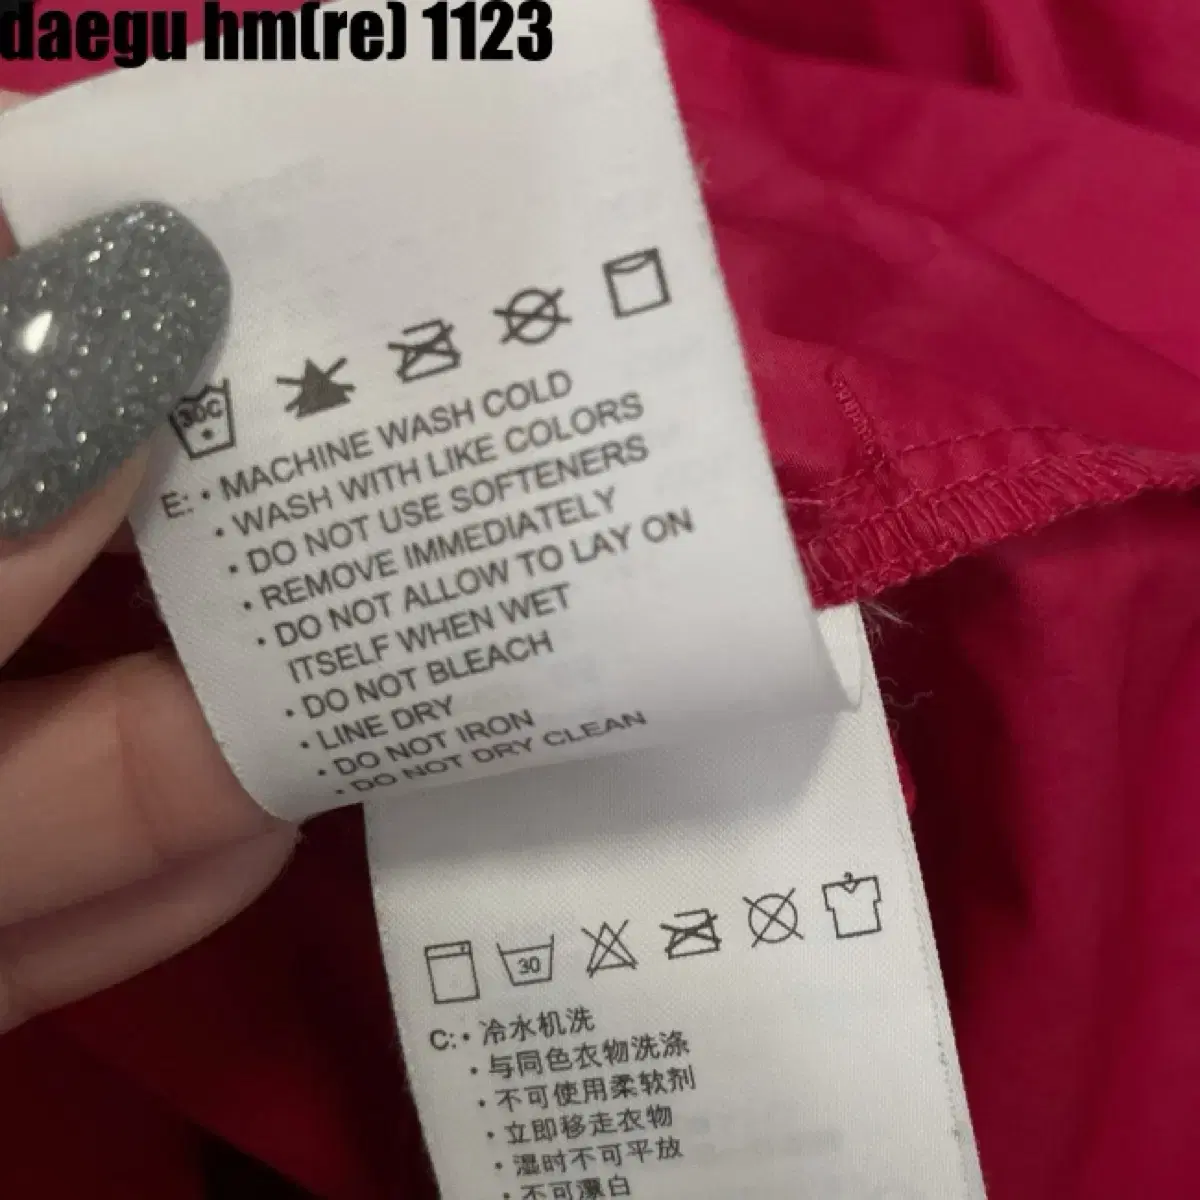 daegu hm(re) 1123
30C
E: • MACHINE WASH COLD
• WASH WITH LIKE COLORS
• DO NOT USE SOFTENERS
• REMOVE IMMEDIATELY
• DO NOT ALLOW TO LAY ON
ITSELF WHEN WET
• DO NOT BLEACH
• LINE DRY
• DO NOT IRON
• DO NOT DRY CLEAN
30
C: • 冷水机洗
• 与同色衣物洗涤
• 不可使用柔软剂
• 立即移走衣物
• 湿时不可平放
• 不可漂白